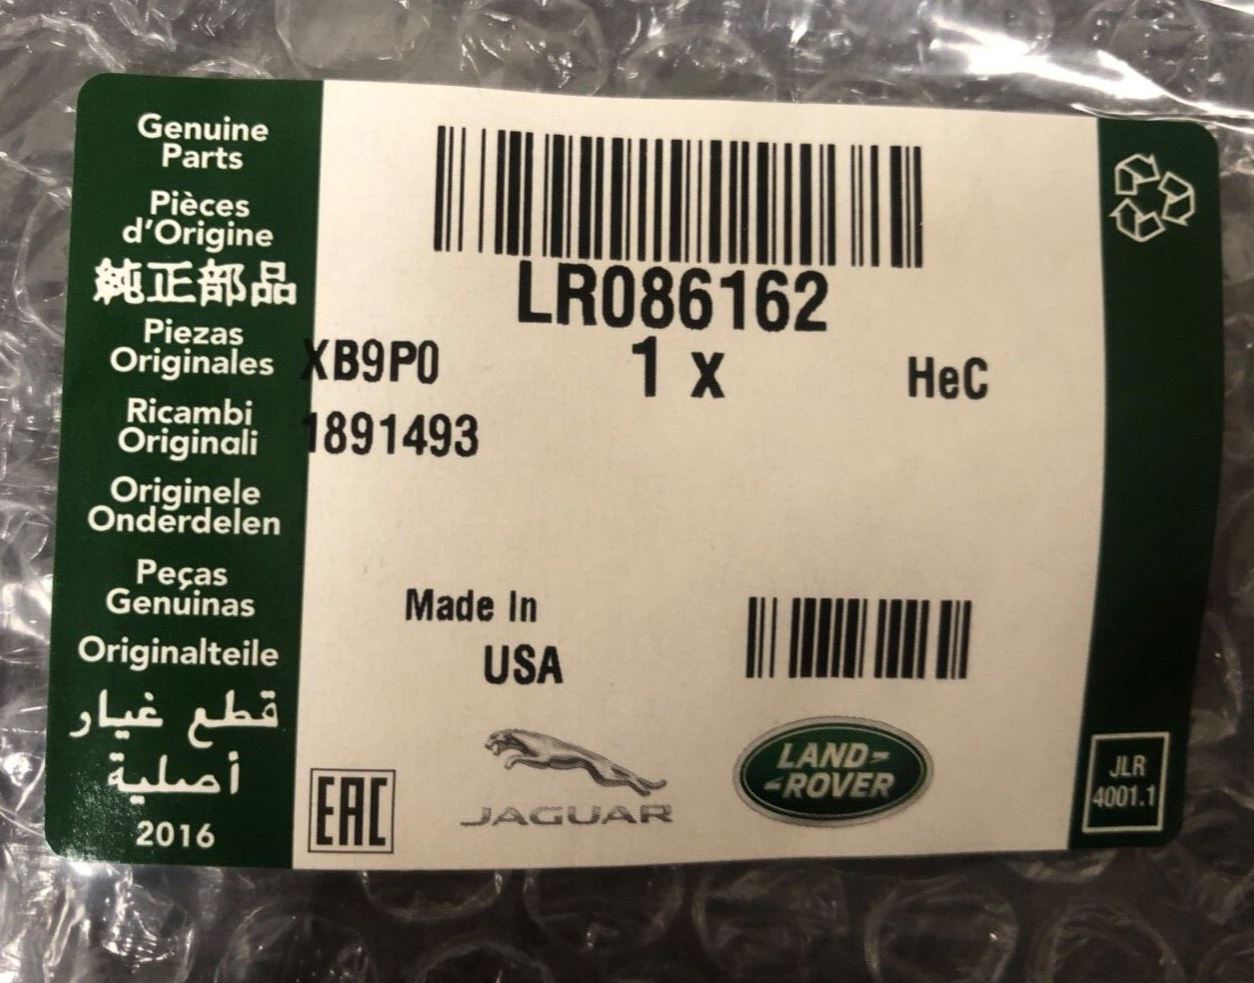 Genuine
Parts
Pièces
d'Origine
純正部品
Piezas
Originales
Ricambi
Originali
Originele
Onderdelen
Peças
Genuinas
Originalteile
قطع غيار
أصلية
2016
LR086162
XB9P0 1 x HeC
1891493
Made In
USA
EAC
JAGUAR
LAND-
-ROVER
JLR
4001.1